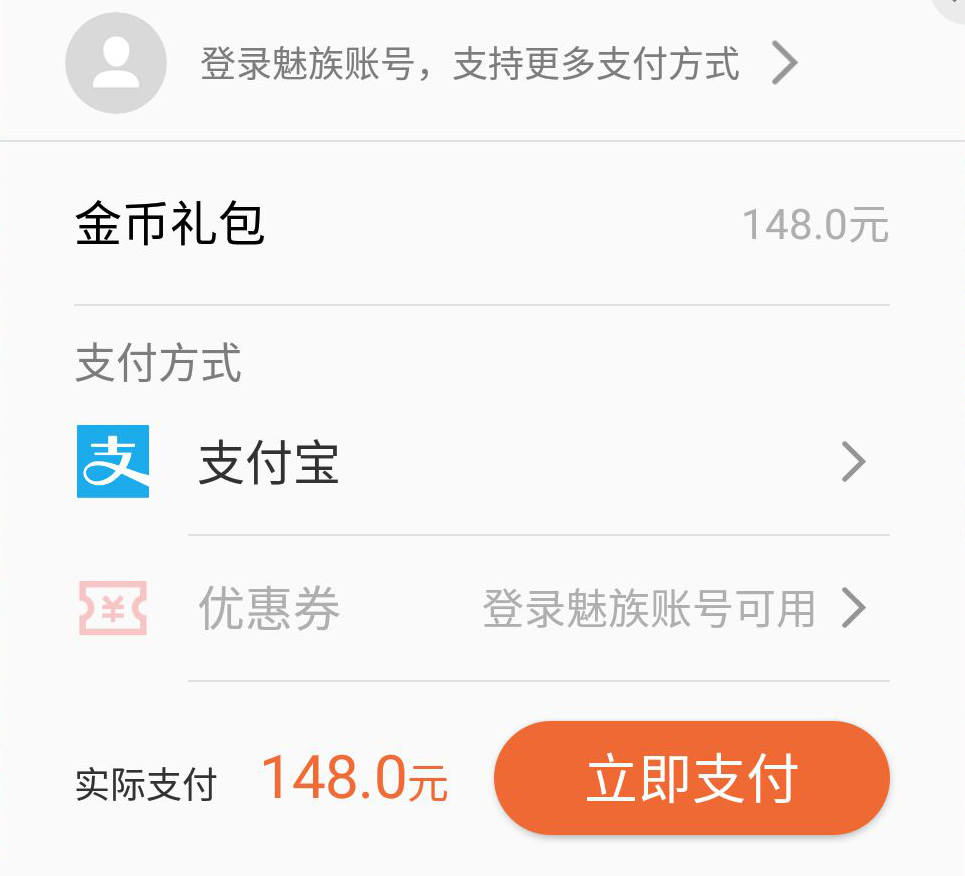 登录魅族账号，支持更多支付方式
金币礼包 148.0元
支付方式
支 支付宝
¥ 优惠券 登录魅族账号可用
实际支付 148.0元 立即支付